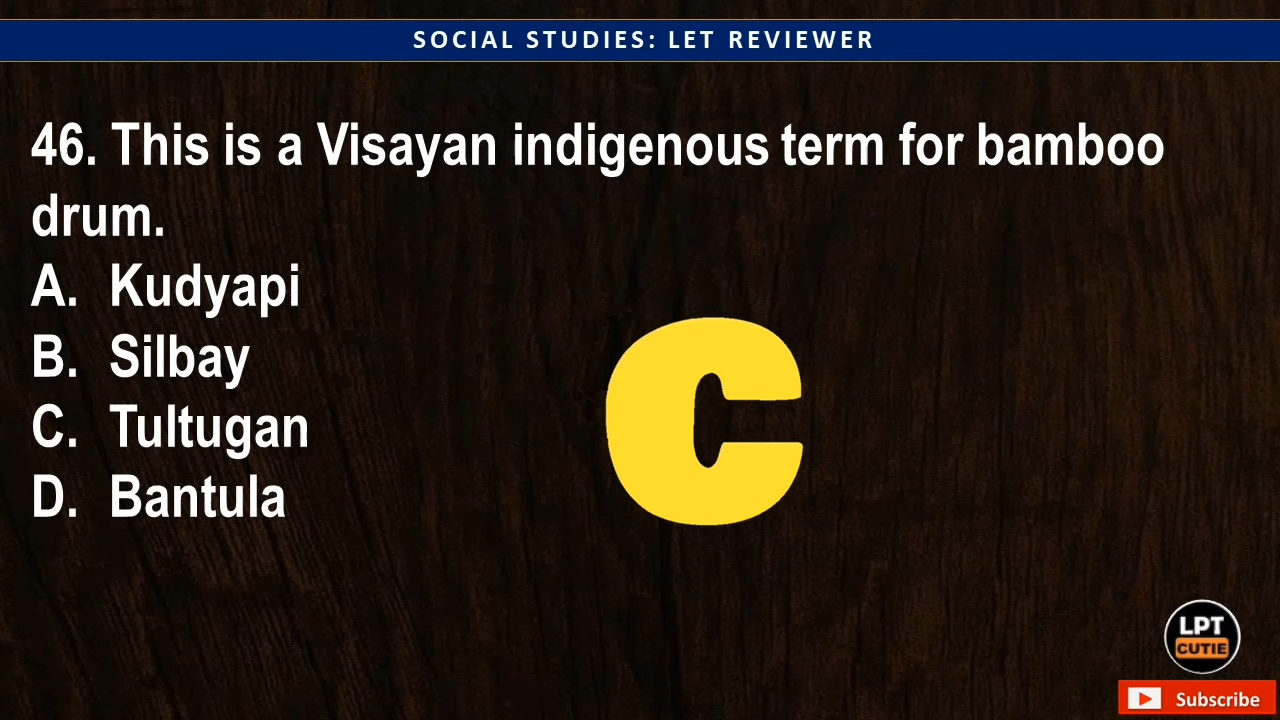 SOCIAL STUDIES: LET REVIEWER
46. This is a Visayan indigenous term for bamboo
drum.
A. Kudyapi
B. Silbay
C. Tultugan
D. Bantula
C
LPT
CUTIE
Subscribe